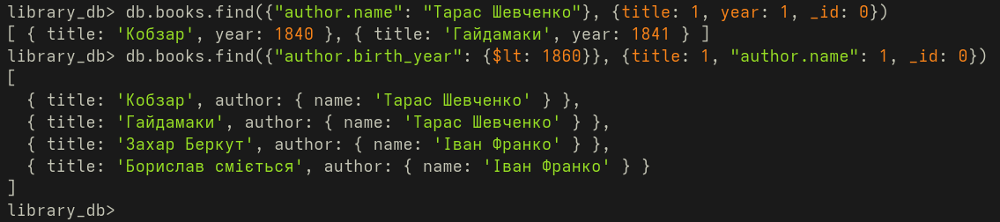 library_db> db.books.find({"author.name": "Тарас Шевченко"}, {title: 1, year: 1, _id: 0})
[ { title: 'Кобзар', year: 1840 }, { title: 'Гайдамаки', year: 1841 } ]
library_db> db.books.find({"author.birth_year": {$lt: 1860}}, {title: 1, "author.name": 1, _id: 0})
[
  { title: 'Кобзар', author: { name: 'Тарас Шевченко' } },
  { title: 'Гайдамаки', author: { name: 'Тарас Шевченко' } },
  { title: 'Захар Беркут', author: { name: 'Іван Франко' } },
  { title: 'Борислав сміється', author: { name: 'Іван Франко' } }
]
library_db>